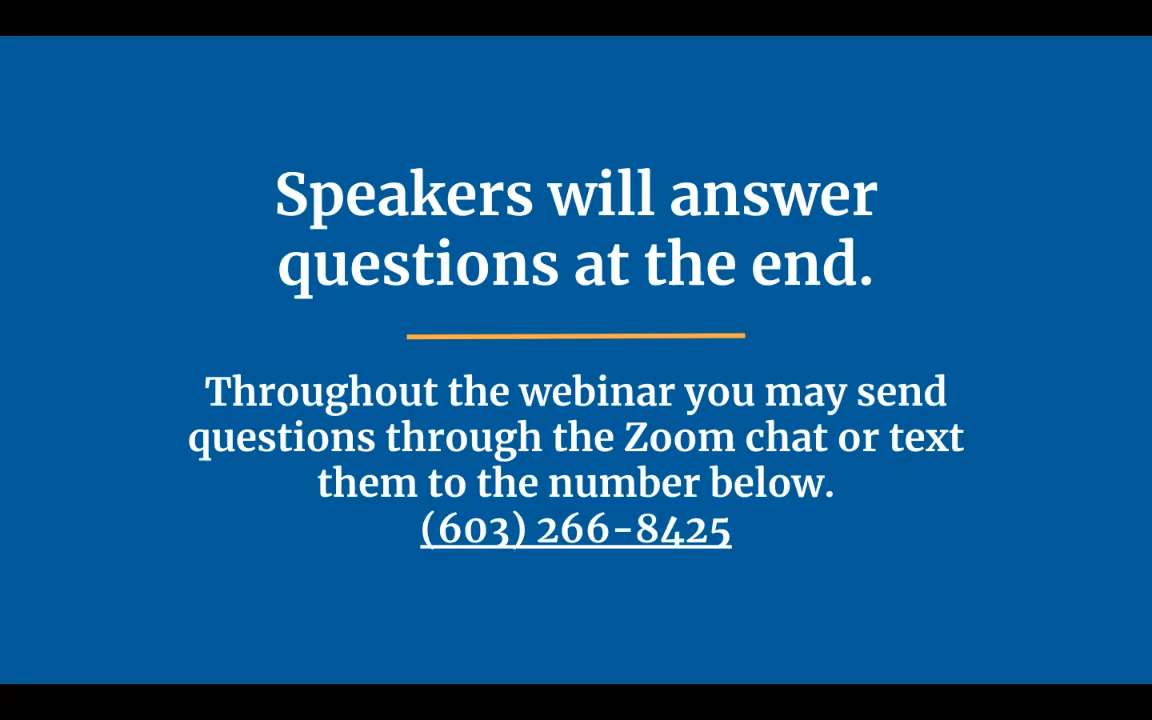 Speakers will answer
questions at the end.
Throughout the webinar you may send
questions through the Zoom chat or text
them to the number below.
(603) 266-8425